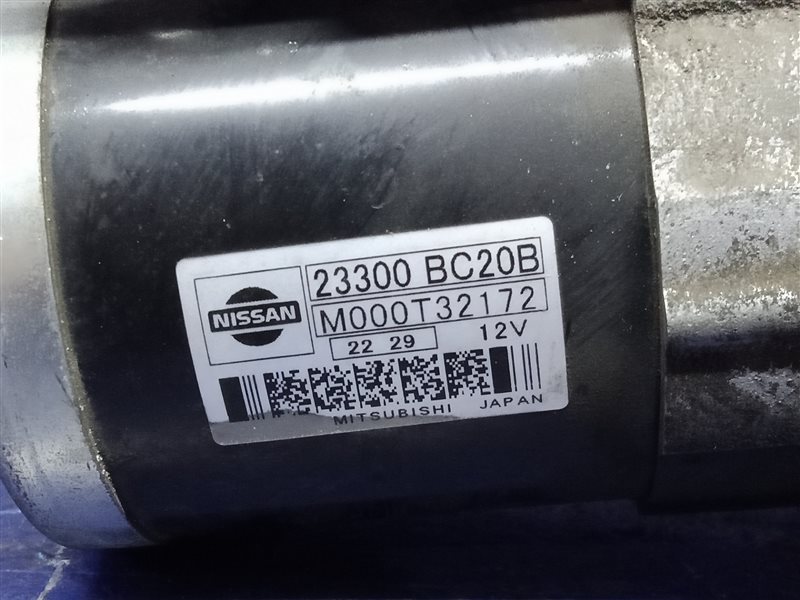 NISSAN
23300 BC20B
M000T32172
22 29
12V
MITSUBISHI
JAPAN